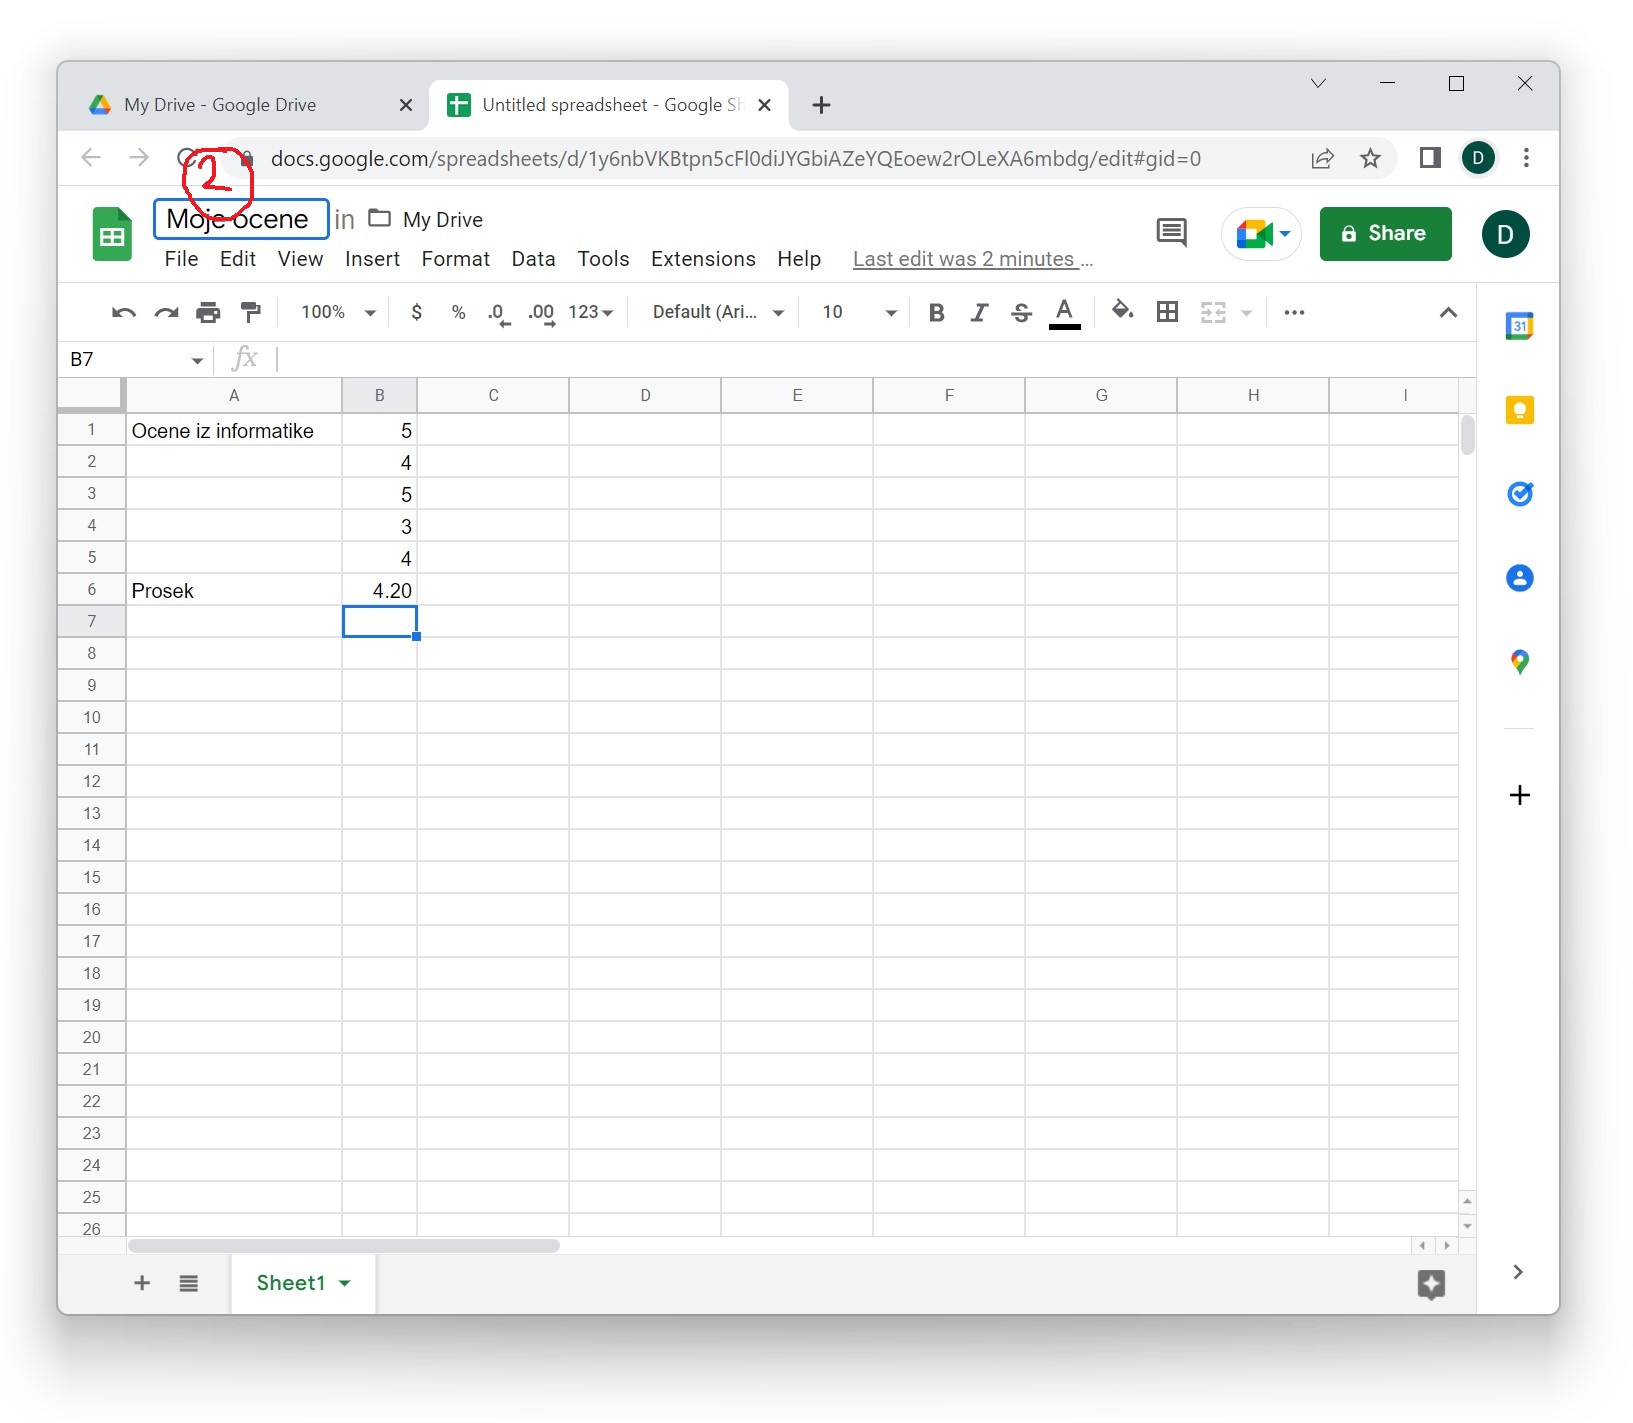 My Drive - Google Drive
Untitled spreadsheet - Google Sh
docs.google.com/spreadsheets/d/1y6nbVKBtpn5cFl0diJYGbiAZeYQEoew2rOLeXA6mbdg/edit#gid=0
D
2
Moje ocene in My Drive
Share
D
File Edit View Insert Format Data Tools Extensions Help Last edit was 2 minutes ...
100% $ % .0 .00 123 Default (Ari... 10 B I S A
31
B7 fx
A B C D E F G H I
1 Ocene iz informatike 5
2 4
3 5
4 3
5 4
6 Prosek 4.20
7
8
9
10
11
12
13
14
15
16
17
18
19
20
21
22
23
24
25
26
Sheet1